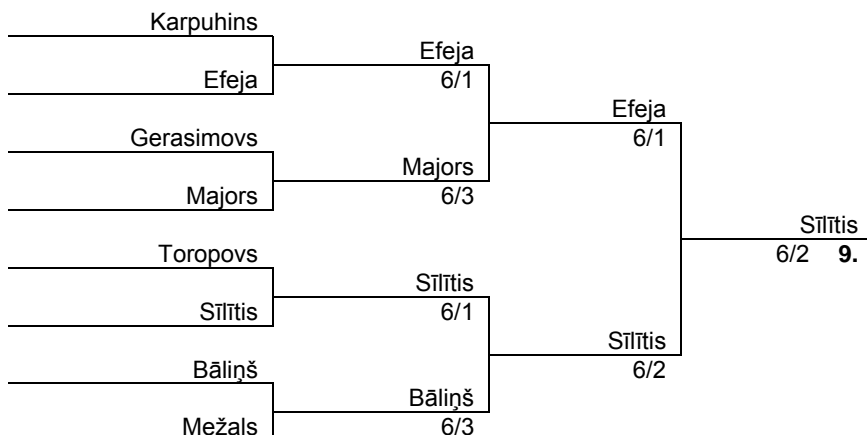 Karpuhins
Efeja
Efeja
6/1
Efeja
6/1
Gerasimovs
Majors
Majors
6/3
Sīlītis
6/2 9.
Toropovs
Sīlītis
Sīlītis
6/1
Sīlītis
6/2
Bāliņš
Bāliņš
Mežals
6/3